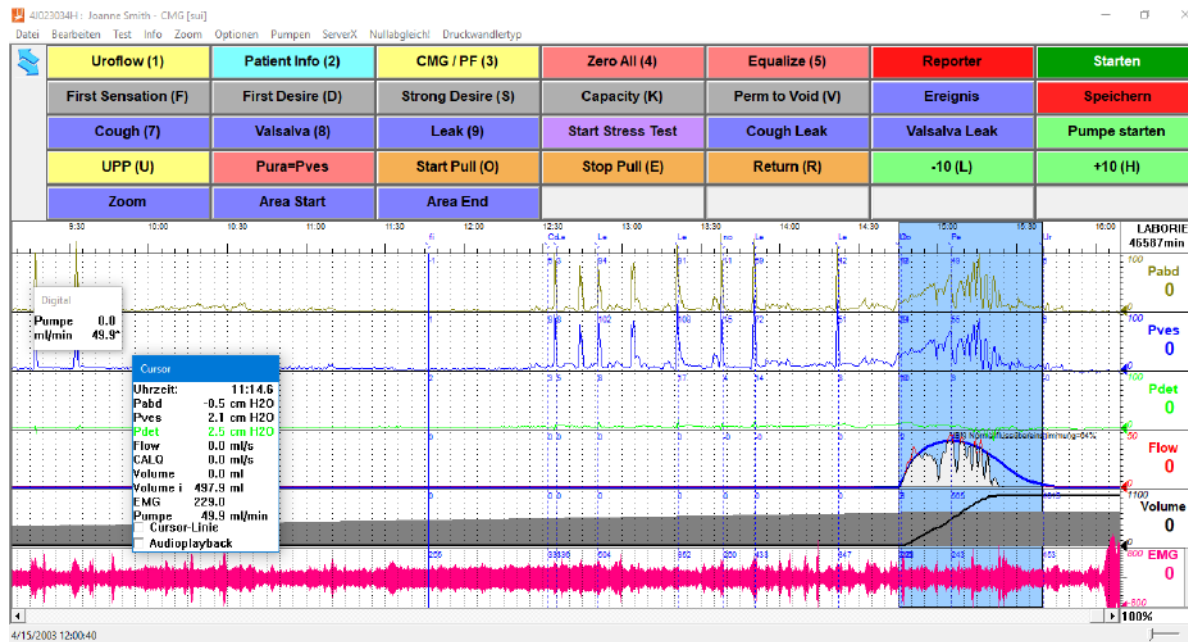 4J023034H : Joanne Smith - CMG [sui]
Datei Bearbeiten Test Info Zoom Optionen Pumpen ServerX Nullabgleich! Druckwandlertyp
Uroflow (1) Patient Info (2) CMG / PF (3) Zero All (4) Equalize (5) Reporter Starten
First Sensation (F) First Desire (D) Strong Desire (S) Capacity (K) Perm to Void (V) Ereignis Speichern
Cough (7) Valsalva (8) Leak (9) Start Stress Test Cough Leak Valsalva Leak Pumpe starten
UPP (U) Pura=Pves Start Pull (O) Stop Pull (E) Return (R) -10 (L) +10 (H)
Zoom Area Start Area End
9:30 10:00 10:30 11:00 11:30 12:00 12:30 13:00 13:30 14:00 14:30 15:00 15:30 16:00 LABORIE
46587min
100
Pabd
0
Digital
Pumpe 0.0
ml/min 49.9^
100
Pves
0
Cursor
Uhrzeit: 11:14.6
Pabd -0.5 cm H2O
Pves 2.1 cm H2O
Pdet 2.5 cm H2O
Flow 0.0 ml/s
CALQ 0.0 ml/s
Volume 0.0 ml
Volume i 497.9 ml
EMG 229.0
Pumpe 49.9 ml/min
Cursor-Linie
Audioplayback
100
Pdet
0
50
Flow
0
1100
Volume
0
800
EMG
0
-800
100%
4/15/2003 12:00:40